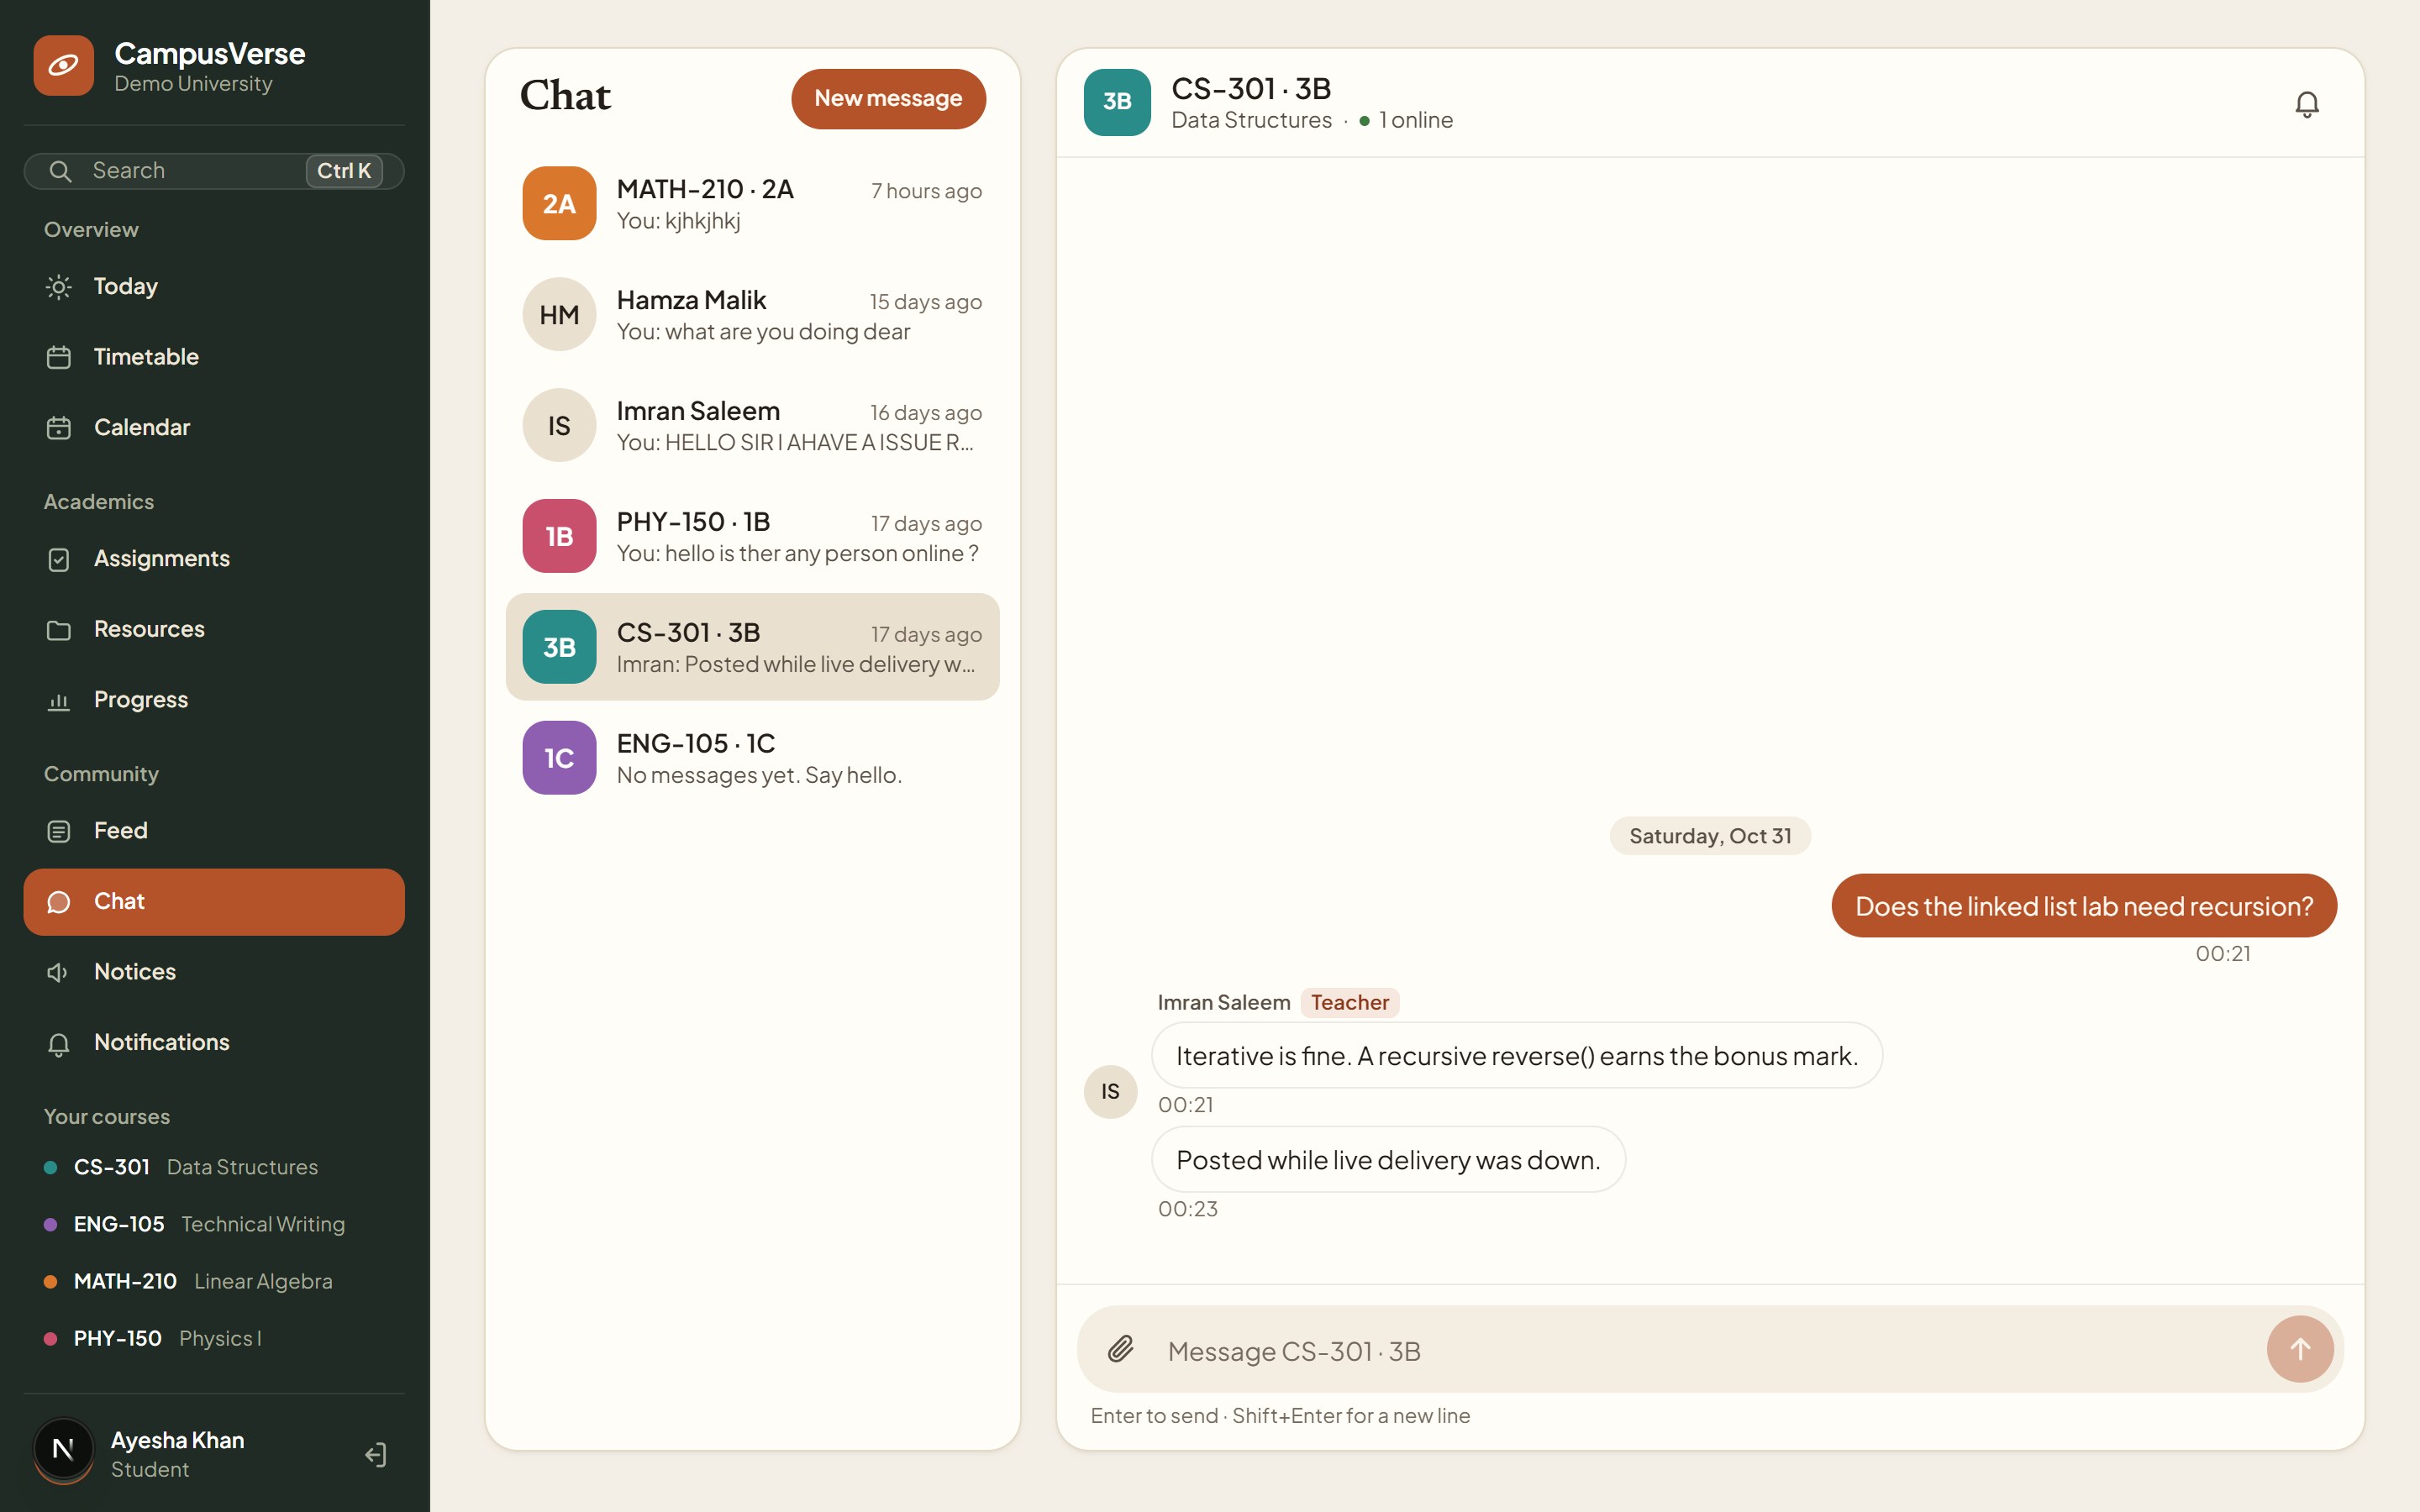 CampusVerse
Demo University
Search Ctrl K
Overview
Today
Timetable
Calendar
Academics
Assignments
Resources
Progress
Community
Feed
Chat
Notices
Notifications
Your courses
CS-301 Data Structures
ENG-105 Technical Writing
MATH-210 Linear Algebra
PHY-150 Physics I
N
Ayesha Khan
Student
Chat
New message
2A
MATH-210 · 2A 7 hours ago
You: kjhkjhkj
HM
Hamza Malik 15 days ago
You: what are you doing dear
IS
Imran Saleem 16 days ago
You: HELLO SIR I AHAVE A ISSUE R...
1B
PHY-150 · 1B 17 days ago
You: hello is ther any person online ?
3B
CS-301 · 3B 17 days ago
Imran: Posted while live delivery w...
1C
ENG-105 · 1C
No messages yet. Say hello.
3B
CS-301 · 3B
Data Structures · 1 online
Saturday, Oct 31
Does the linked list lab need recursion?
00:21
Imran Saleem Teacher
Iterative is fine. A recursive reverse() earns the bonus mark.
IS
00:21
Posted while live delivery was down.
00:23
Message CS-301 · 3B
Enter to send · Shift+Enter for a new line